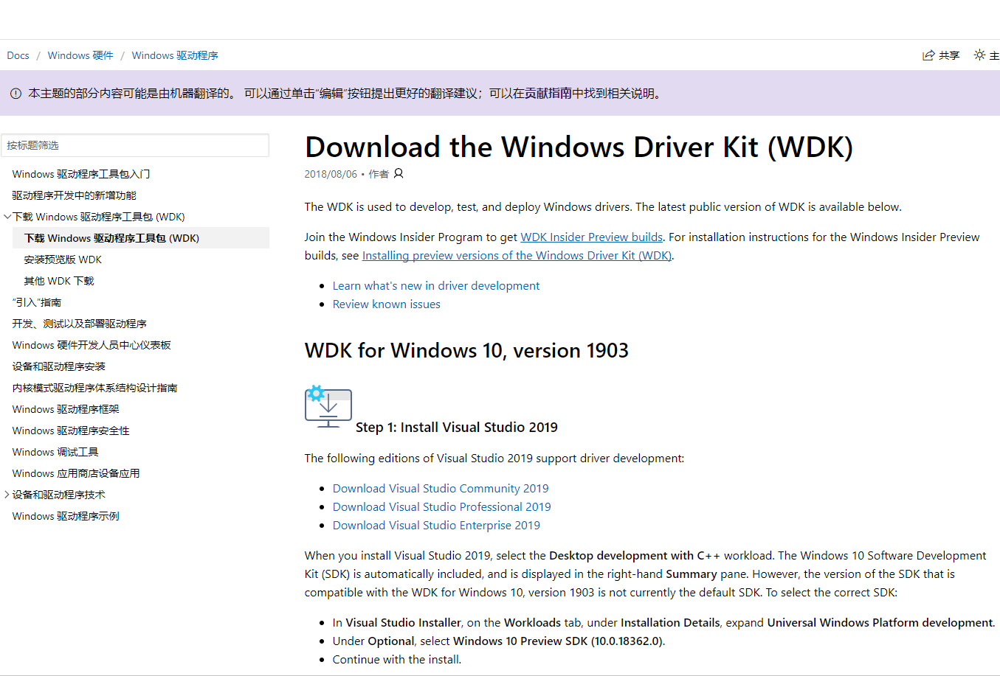 Docs / Windows 硬件 / Windows 驱动程序
共享 主
本主题的部分内容可能是由机器翻译的。 可以通过单击“编辑”按钮提出更好的翻译建议；可以在贡献指南中找到相关说明。
按标题筛选
Windows 驱动程序工具包入门
驱动程序开发中的新增功能
下载 Windows 驱动程序工具包 (WDK)
下载 Windows 驱动程序工具包 (WDK)
安装预览版 WDK
其他 WDK 下载
“引入”指南
开发、测试以及部署驱动程序
Windows 硬件开发人员中心仪表板
设备和驱动程序安装
内核模式驱动程序体系结构设计指南
Windows 驱动程序框架
Windows 驱动程序安全性
Windows 调试工具
Windows 应用商店设备应用
设备和驱动程序技术
Windows 驱动程序示例
Download the Windows Driver Kit (WDK)
2018/08/06 • 作者
The WDK is used to develop, test, and deploy Windows drivers. The latest public version of WDK is available below.
Join the Windows Insider Program to get WDK Insider Preview builds. For installation instructions for the Windows Insider Preview
builds, see Installing preview versions of the Windows Driver Kit (WDK).
• Learn what's new in driver development
• Review known issues
WDK for Windows 10, version 1903
Step 1: Install Visual Studio 2019
The following editions of Visual Studio 2019 support driver development:
• Download Visual Studio Community 2019
• Download Visual Studio Professional 2019
• Download Visual Studio Enterprise 2019
When you install Visual Studio 2019, select the Desktop development with C++ workload. The Windows 10 Software Development
Kit (SDK) is automatically included, and is displayed in the right-hand Summary pane. However, the version of the SDK that is
compatible with the WDK for Windows 10, version 1903 is not currently the default SDK. To select the correct SDK:
• In Visual Studio Installer, on the Workloads tab, under Installation Details, expand Universal Windows Platform development.
• Under Optional, select Windows 10 Preview SDK (10.0.18362.0).
• Continue with the install.